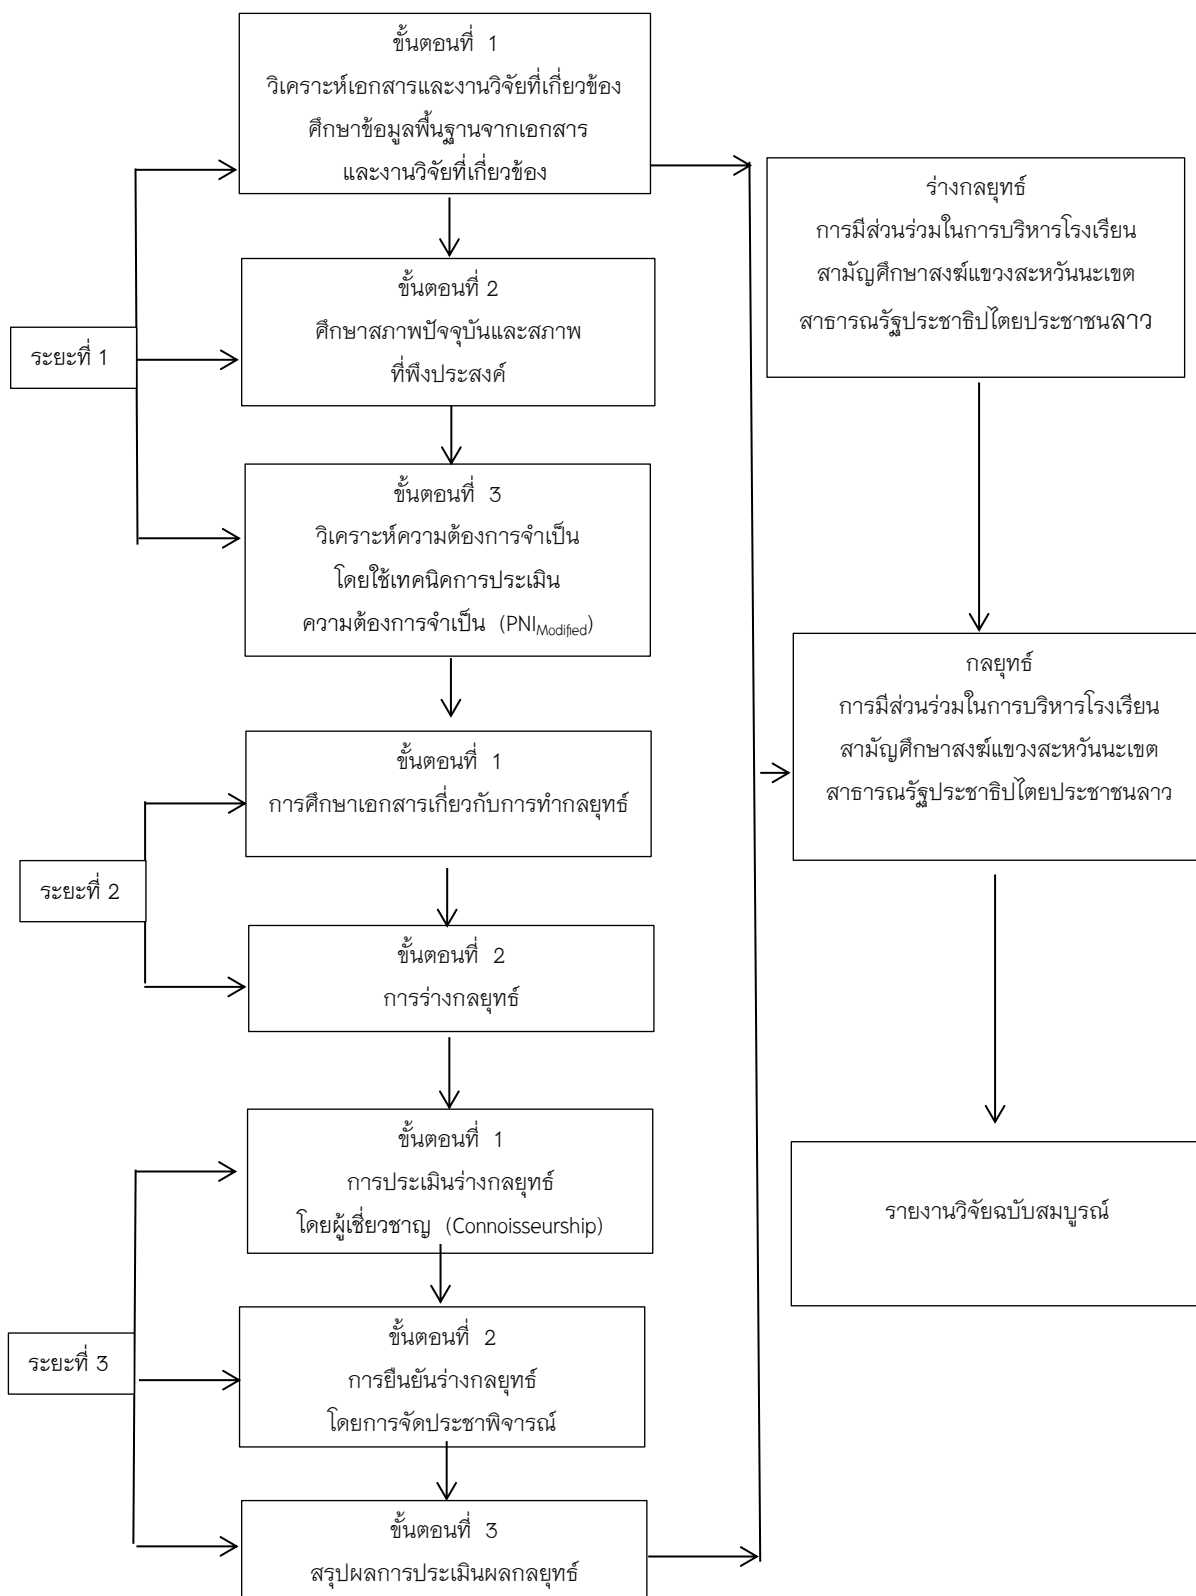 ขั้นตอนที่ 1
วิเคราะห์เอกสารและงานวิจัยที่เกี่ยวข้อง
ศึกษาข้อมูลพื้นฐานจากเอกสาร
และงานวิจัยที่เกี่ยวข้อง
ระยะที่ 1
ขั้นตอนที่ 2
ศึกษาสภาพปัจจุบันและสภาพ
ที่พึงประสงค์
ขั้นตอนที่ 3
วิเคราะห์ความต้องการจำเป็น
โดยใช้เทคนิคการประเมิน
ความต้องการจำเป็น (PNIModified)
ระยะที่ 2
ขั้นตอนที่ 1
การศึกษาเอกสารเกี่ยวกับการทำกลยุทธ์
ขั้นตอนที่ 2
การร่างกลยุทธ์
ระยะที่ 3
ขั้นตอนที่ 1
การประเมินร่างกลยุทธ์
โดยผู้เชี่ยวชาญ (Connoisseurship)
ขั้นตอนที่ 2
การยืนยันร่างกลยุทธ์
โดยการจัดประชาพิจารณ์
ขั้นตอนที่ 3
สรุปผลการประเมินผลกลยุทธ์
ร่างกลยุทธ์
การมีส่วนร่วมในการบริหารโรงเรียน
สามัญศึกษาสงฆ์แขวงสะหวันนะเขต
สาธารณรัฐประชาธิปไตยประชาชนลาว
กลยุทธ์
การมีส่วนร่วมในการบริหารโรงเรียน
สามัญศึกษาสงฆ์แขวงสะหวันนะเขต
สาธารณรัฐประชาธิปไตยประชาชนลาว
รายงานวิจัยฉบับสมบูรณ์